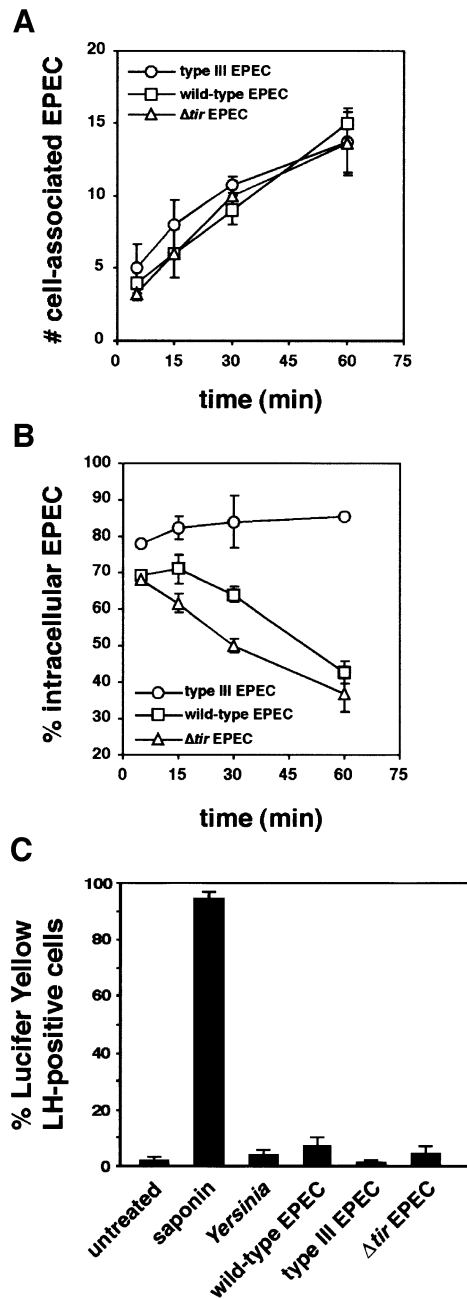 A
# cell-associated EPEC
20
15
10
5
0
type III EPEC
wild-type EPEC
Δtir EPEC
0 15 30 45 60 75
time (min)
B
% intracellular EPEC
100
90
80
70
60
50
40
30
20
type III EPEC
wild-type EPEC
Δtir EPEC
0 15 30 45 60 75
time (min)
C
% Lucifer Yellow
LH-positive cells
100
80
60
40
20
0
untreated
saponin
Yersinia
wild-type EPEC
type III EPEC
Δtir EPEC